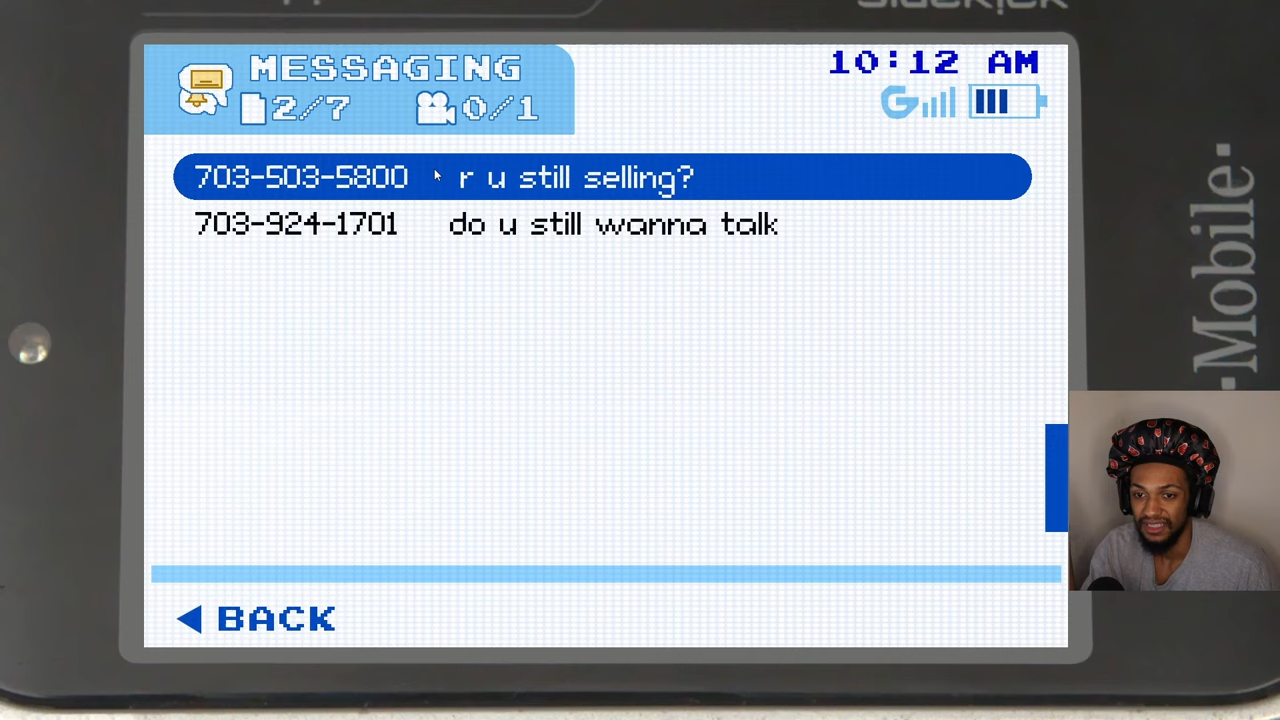 sidekick
MESSAGING
2/7 0/1
10:12 AM
G
703-503-5800 r u still selling?
703-924-1701 do u still wanna talk
BACK
·Mobile·